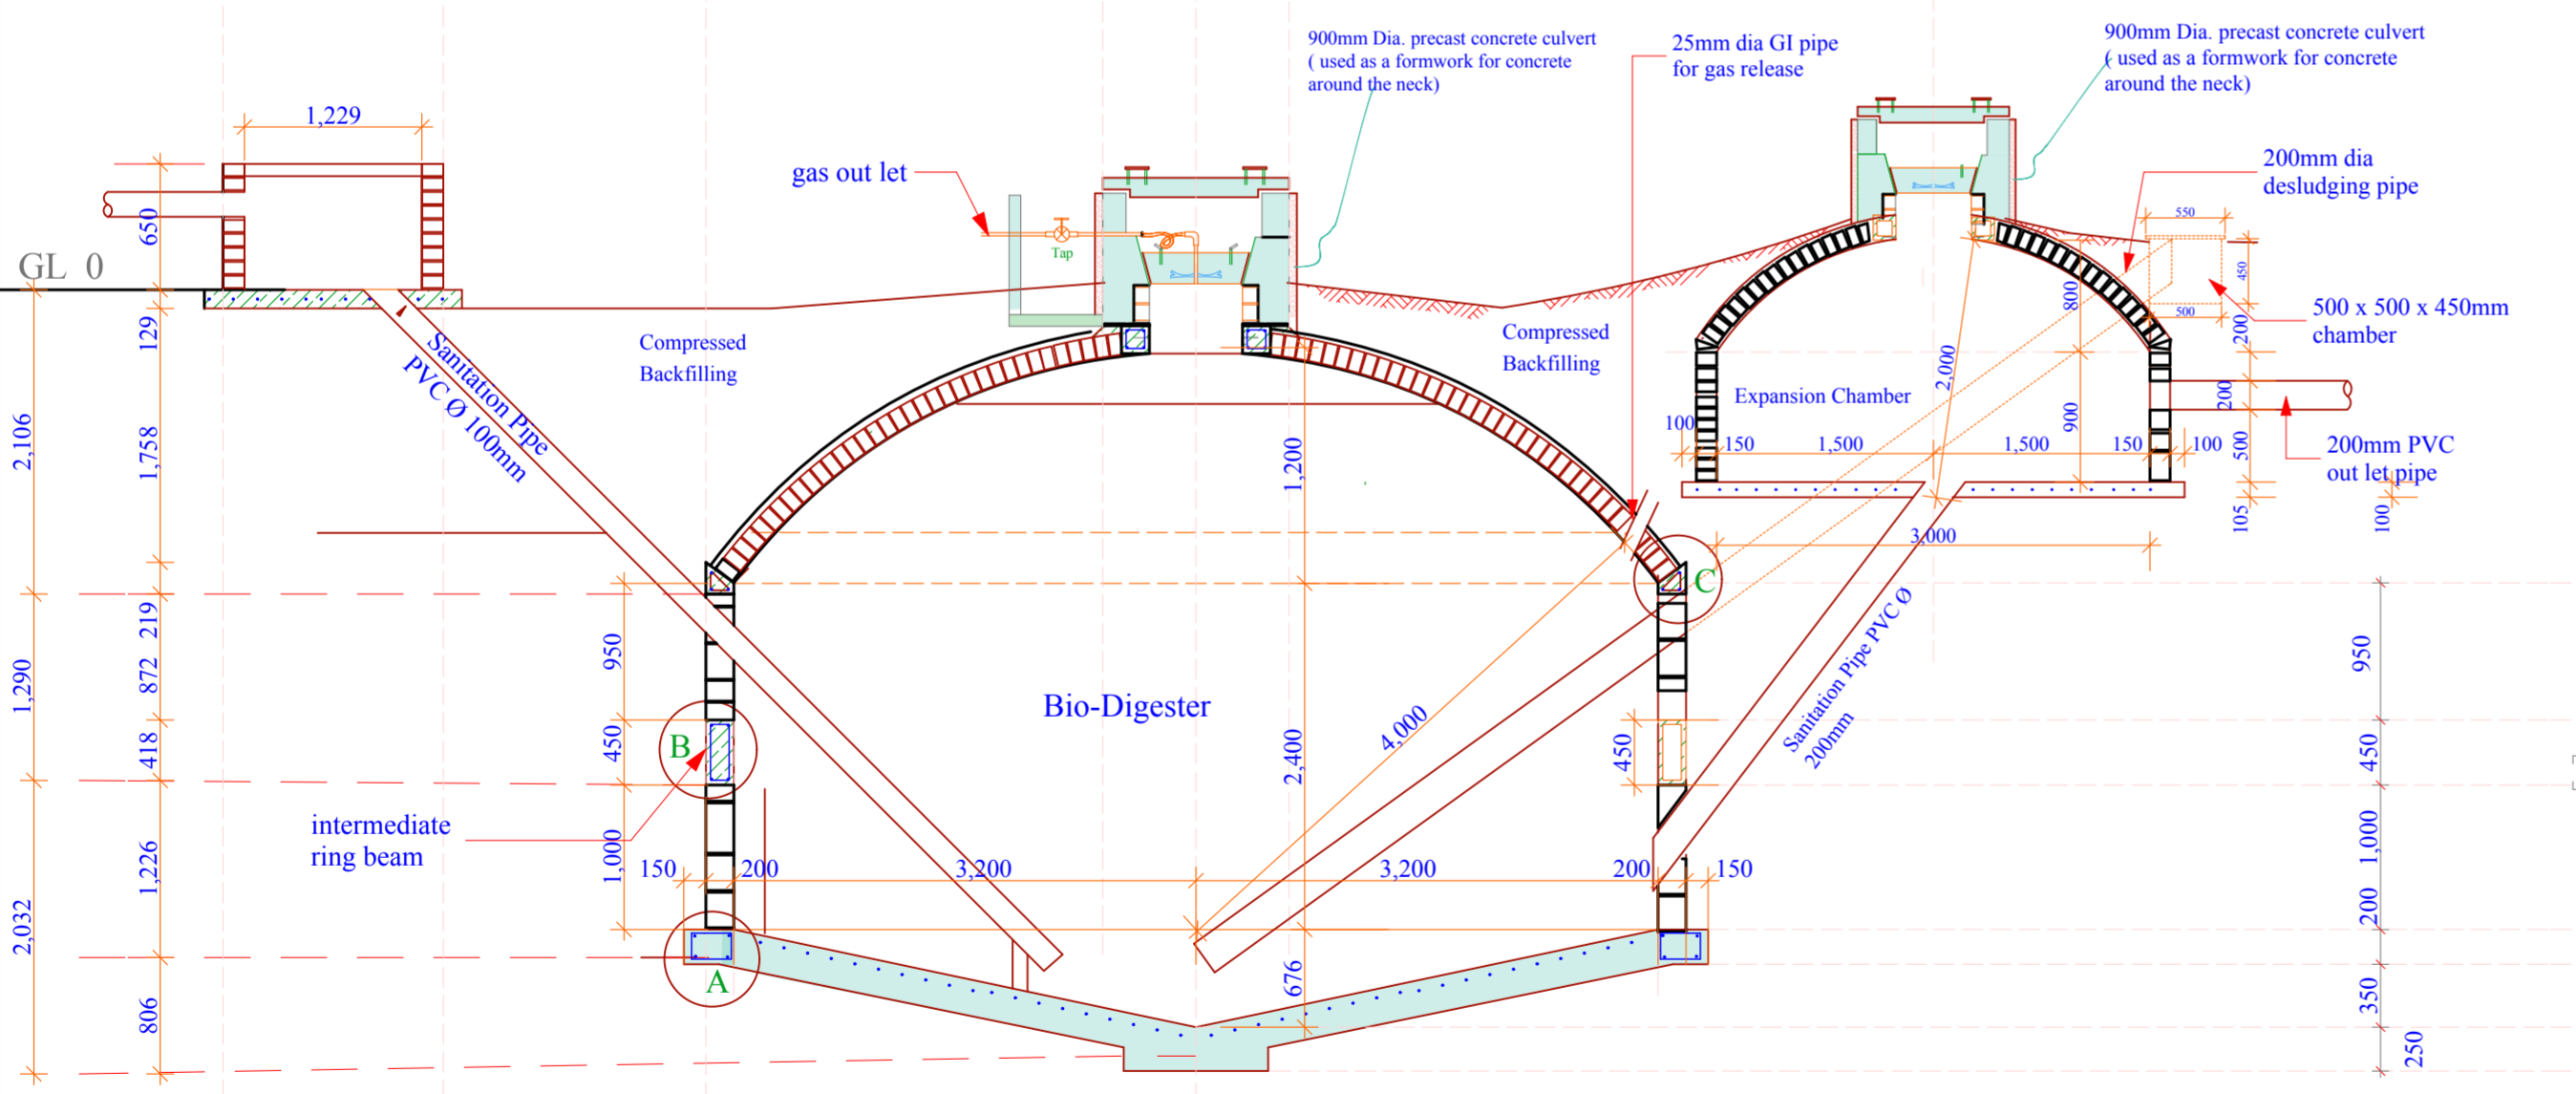 900mm Dia. precast concrete culvert
( used as a formwork for concrete
around the neck)
25mm dia GI pipe
for gas release
900mm Dia. precast concrete culvert
( used as a formwork for concrete
around the neck)
1,229
gas out let
200mm dia
desludging pipe
650
550
Tap
GL 0
450
800
500 x 500 x 450mm
chamber
500
200
129
Sanitation Pipe
PVC Ø 100mm
Compressed
Backfilling
Compressed
Backfilling
2,000
Expansion Chamber
200
100
150
1,500
1,500
150
100
900
500
200mm PVC
out let pipe
2,106
1,758
1,200
105
100
3,000
C
219
950
Sanitation Pipe PVC Ø
200mm
950
1,290
872
Bio-Digester
4,000
B
418
450
2,400
450
450
intermediate
ring beam
1,226
1,000
150
200
3,200
3,200
200
150
1,000
200
2,032
A
676
806
350
250